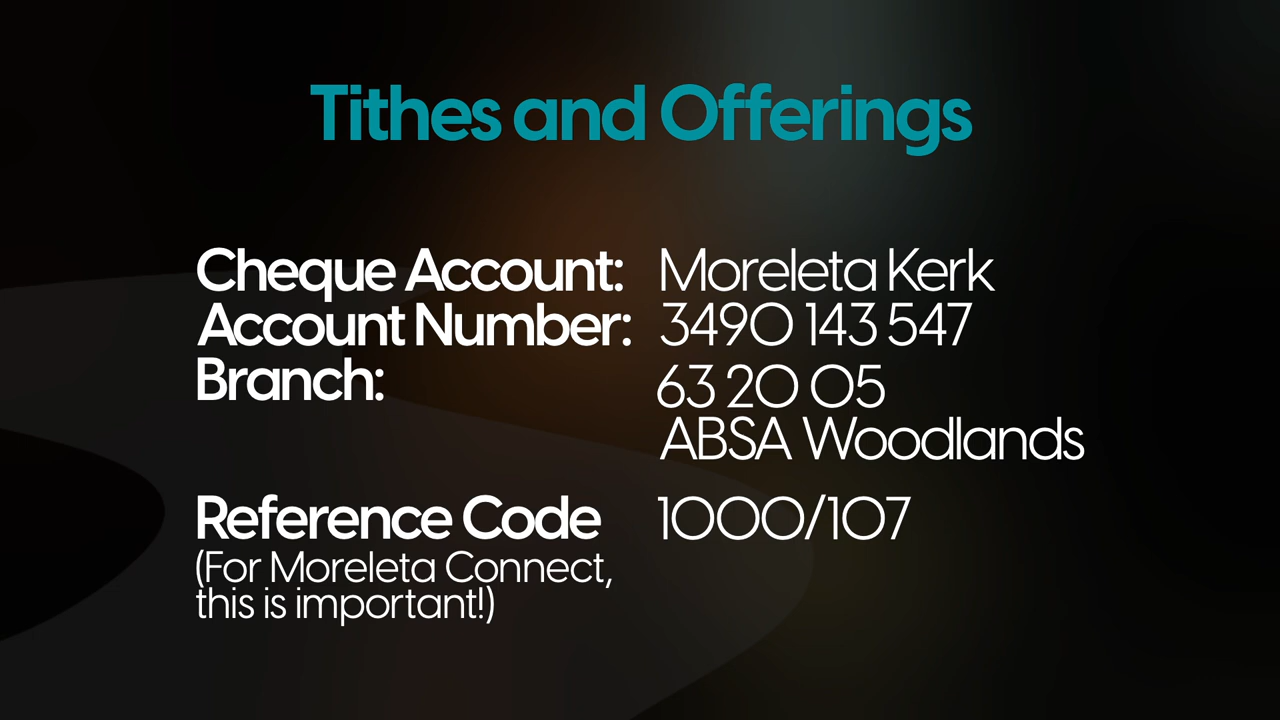 Tithes and Offerings
Cheque Account: Moreleta Kerk
Account Number: 3490 143 547
Branch: 63 20 05
ABSA Woodlands
Reference Code 1000/107
(For Moreleta Connect,
this is important!)